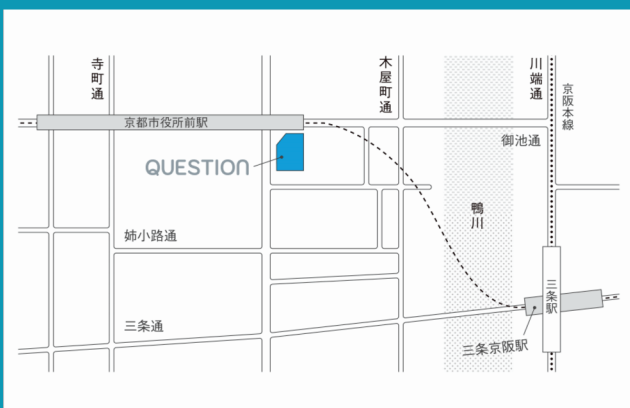 寺町通
木屋町通
川端通
京阪本線
京都市役所前駅
御池通
QUESTION
鴨川
姉小路通
三条駅
三条通
三条京阪駅